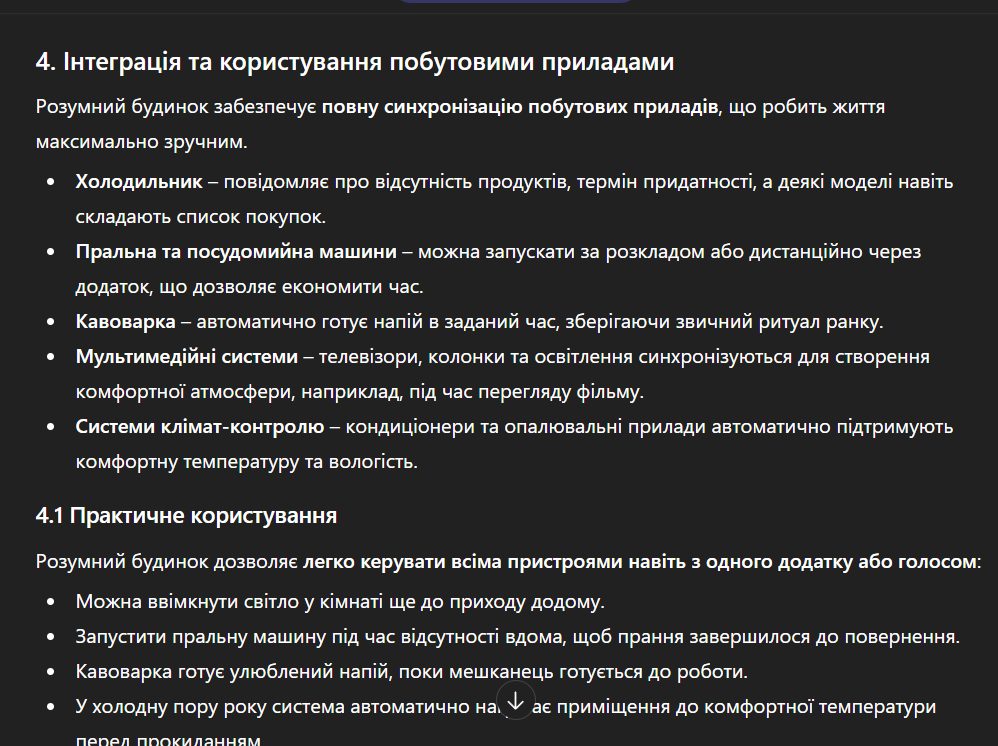 4. Інтеграція та користування побутовими приладами
Розумний будинок забезпечує повну синхронізацію побутових приладів, що робить життя
максимально зручним.
• Холодильник – повідомляє про відсутність продуктів, термін придатності, а деякі моделі навіть
складають список покупок.
• Пральна та посудомийна машини – можна запускати за розкладом або дистанційно через
додаток, що дозволяє економити час.
• Кавоварка – автоматично готує напій в заданий час, зберігаючи звичний ритуал ранку.
• Мультимедійні системи – телевізори, колонки та освітлення синхронізуються для створення
комфортної атмосфери, наприклад, під час перегляду фільму.
• Системи клімат-контролю – кондиціонери та опалювальні прилади автоматично підтримують
комфортну температуру та вологість.
4.1 Практичне користування
Розумний будинок дозволяє легко керувати всіма пристроями навіть з одного додатку або голосом:
• Можна ввімкнути світло у кімнаті ще до приходу додому.
• Запустити пральну машину під час відсутності вдома, щоб прання завершилося до повернення.
• Кавоварка готує улюблений напій, поки мешканець готується до роботи.
• У холодну пору року система автоматично приміщення до комфортної температури
перед прокиданням